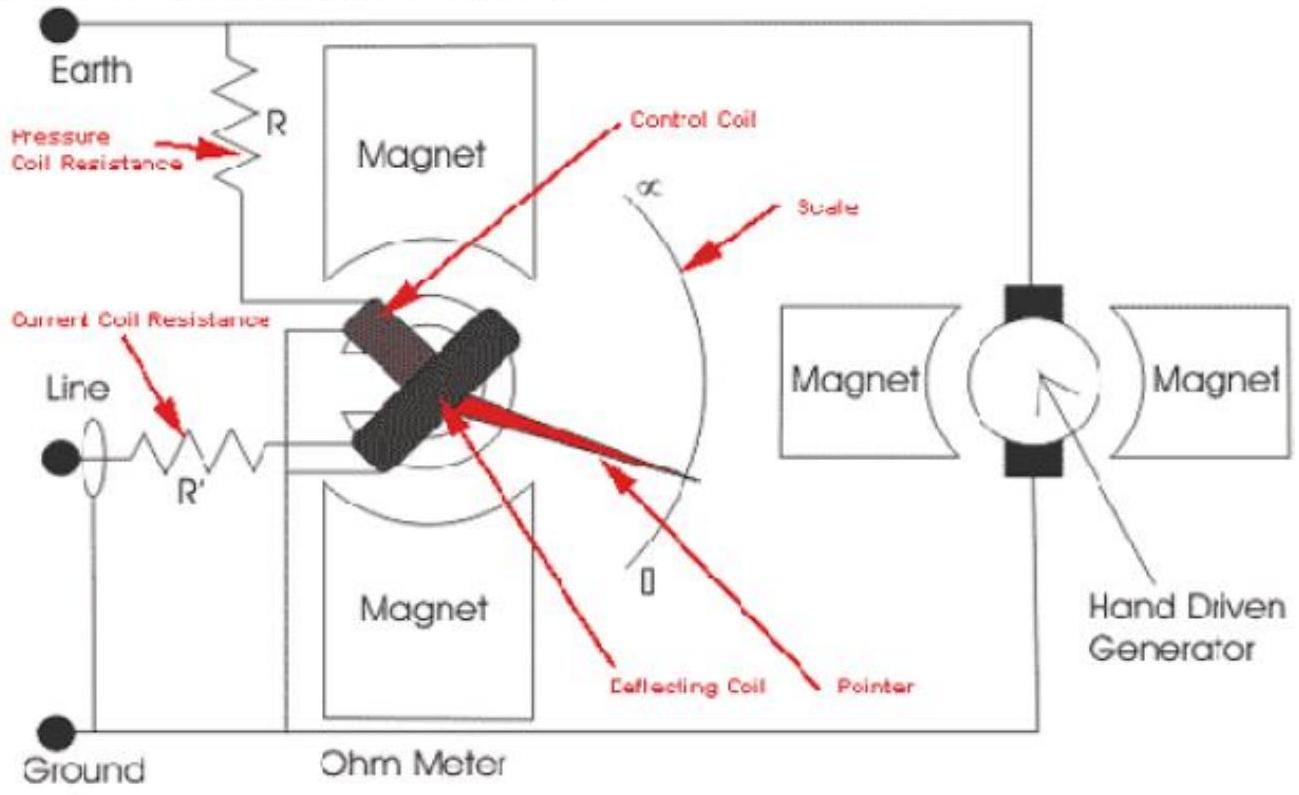 Earth
R
Pressure
Coil Resistance
Magnet
Control Coil
∝
Scale
Current Coil Resistance
Line
R'
Magnet
Magnet
Magnet
0
Hand Driven
Generator
Deflecting Coil
Pointer
Ground
Ohm Meter